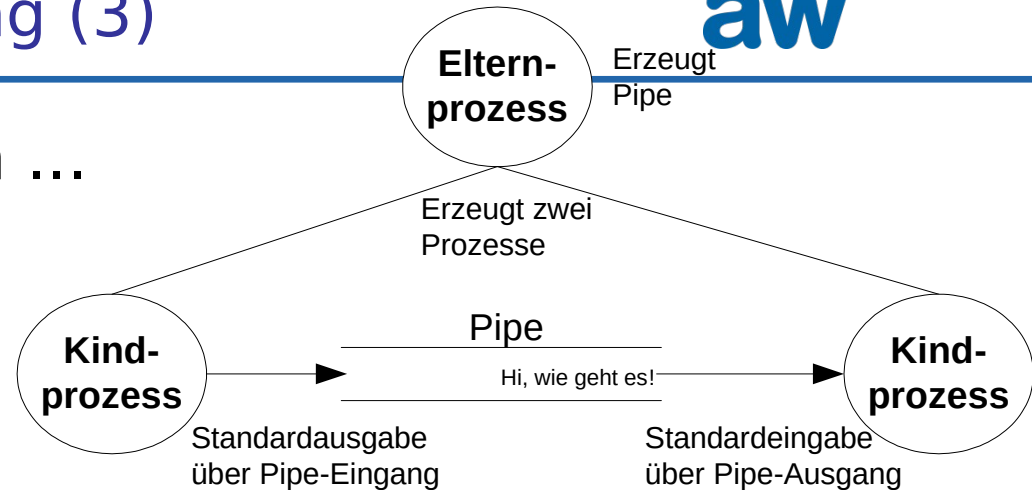 ng (3)
aw
Eltern-
prozess
Erzeugt
Pipe
...
Erzeugt zwei
Prozesse
Kind-
prozess
Pipe
Hi, wie geht es!
Kind-
prozess
Standardausgabe
über Pipe-Eingang
Standardeingabe
über Pipe-Ausgang